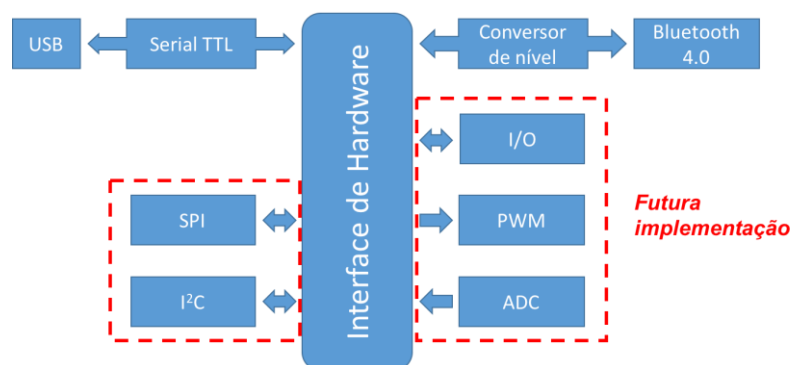 USB
Serial TTL
Interface de Hardware
Conversor
de nível
Bluetooth
4.0
I/O
SPI
PWM
Futura
implementação
I²C
ADC